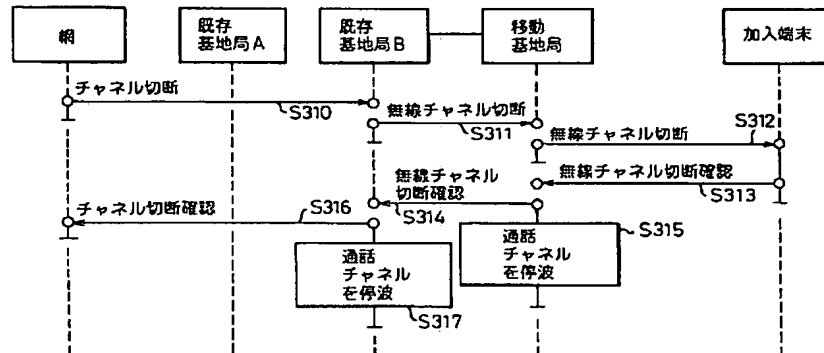 網
既存
基地局A
既存
基地局B
移動
基地局
加入端末
チャネル切断
S310
無線チャネル切断
S311
無線チャネル切断
S312
無線チャネル切断確認
S313
無線チャネル
切断確認
S314
チャネル切断確認
S316
通話
チャネル
を停波
S315
通話
チャネル
を停波
S317